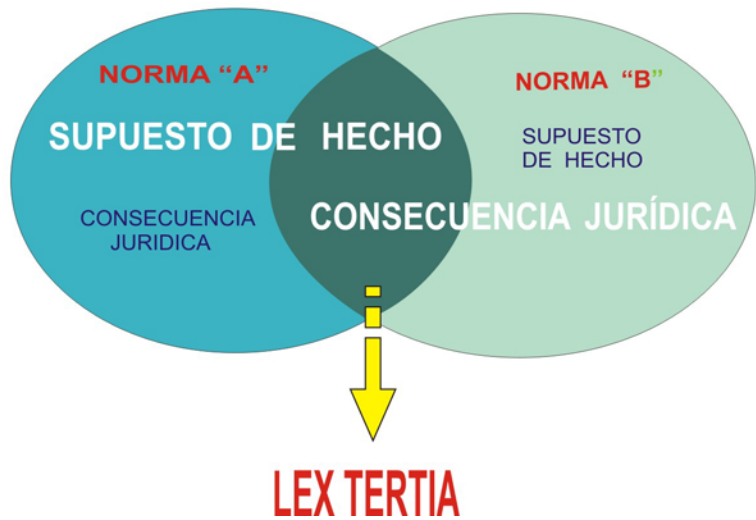 NORMA "A"
NORMA "B"
SUPUESTO DE HECHO
SUPUESTO
DE HECHO
CONSECUENCIA
JURIDICA
CONSECUENCIA JURÍDICA
LEX TERTIA